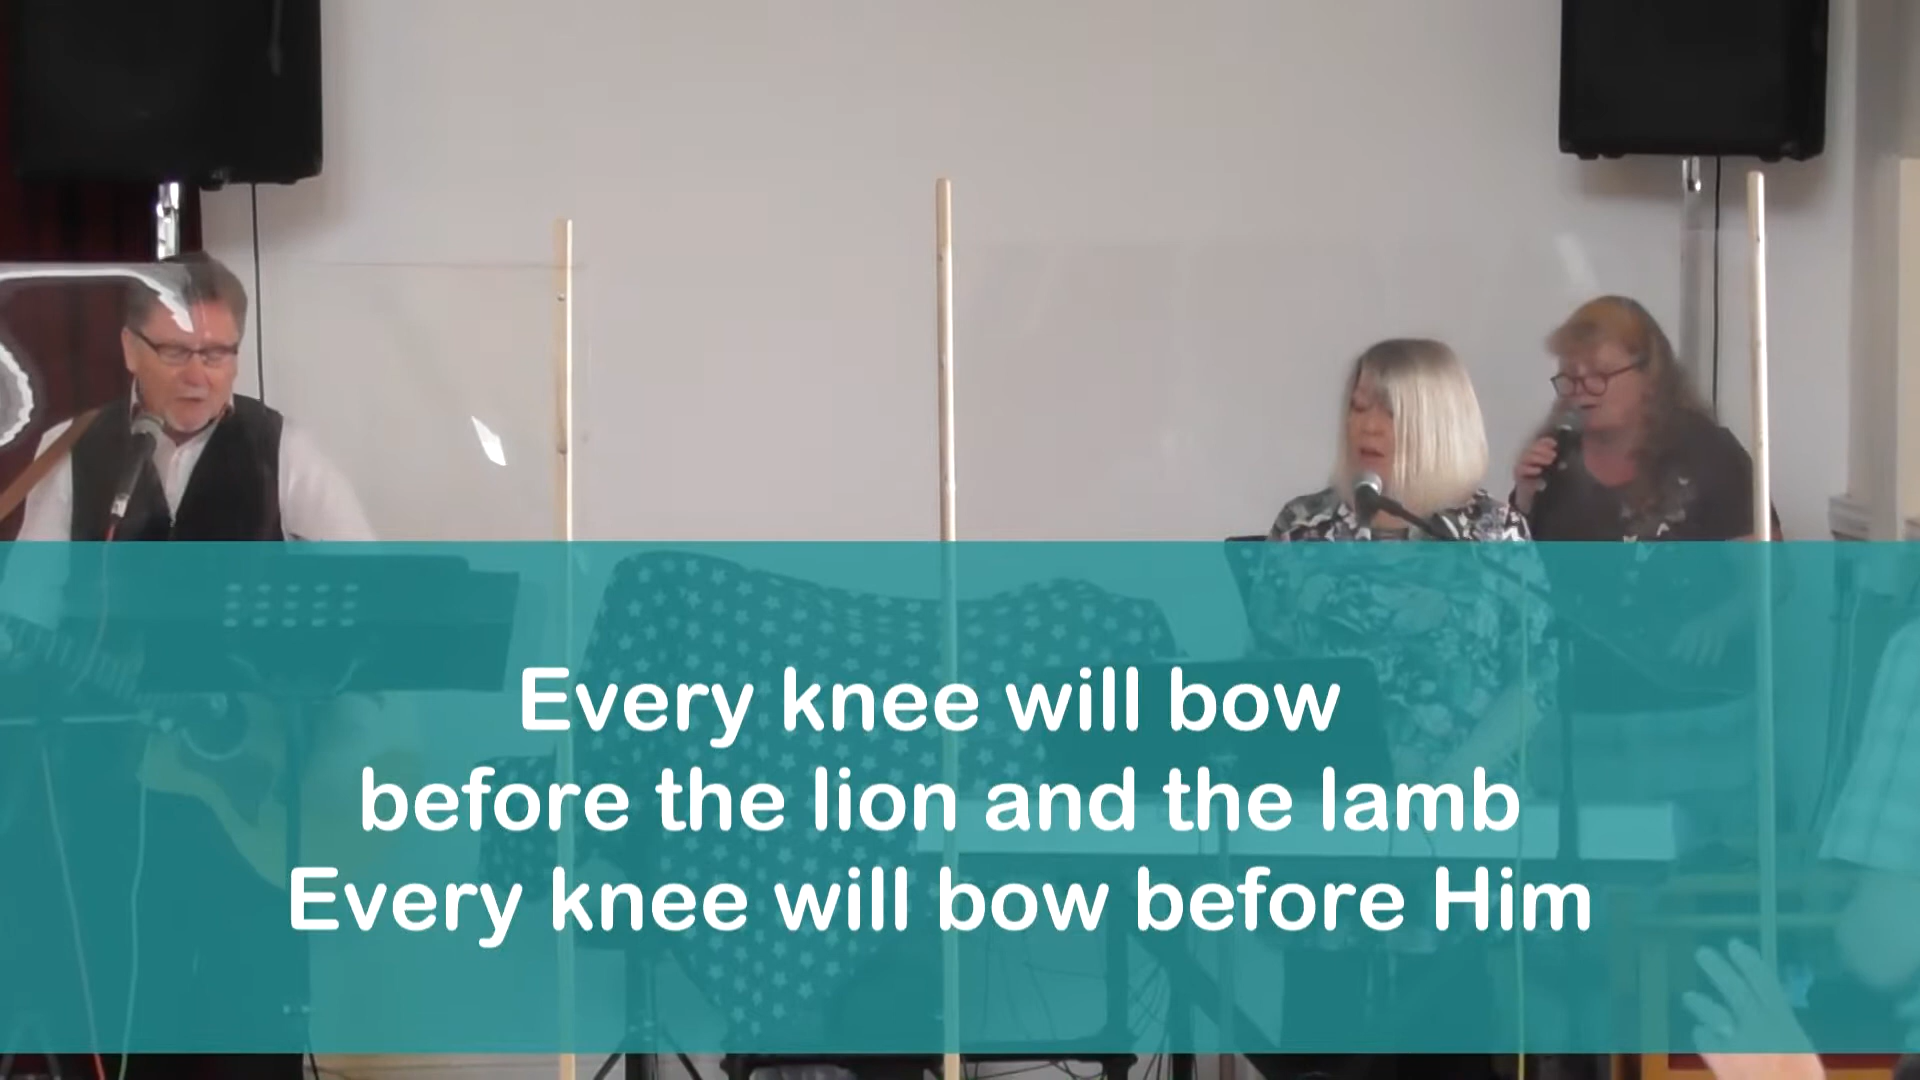 Every knee will bow
before the lion and the lamb
Every knee will bow before Him